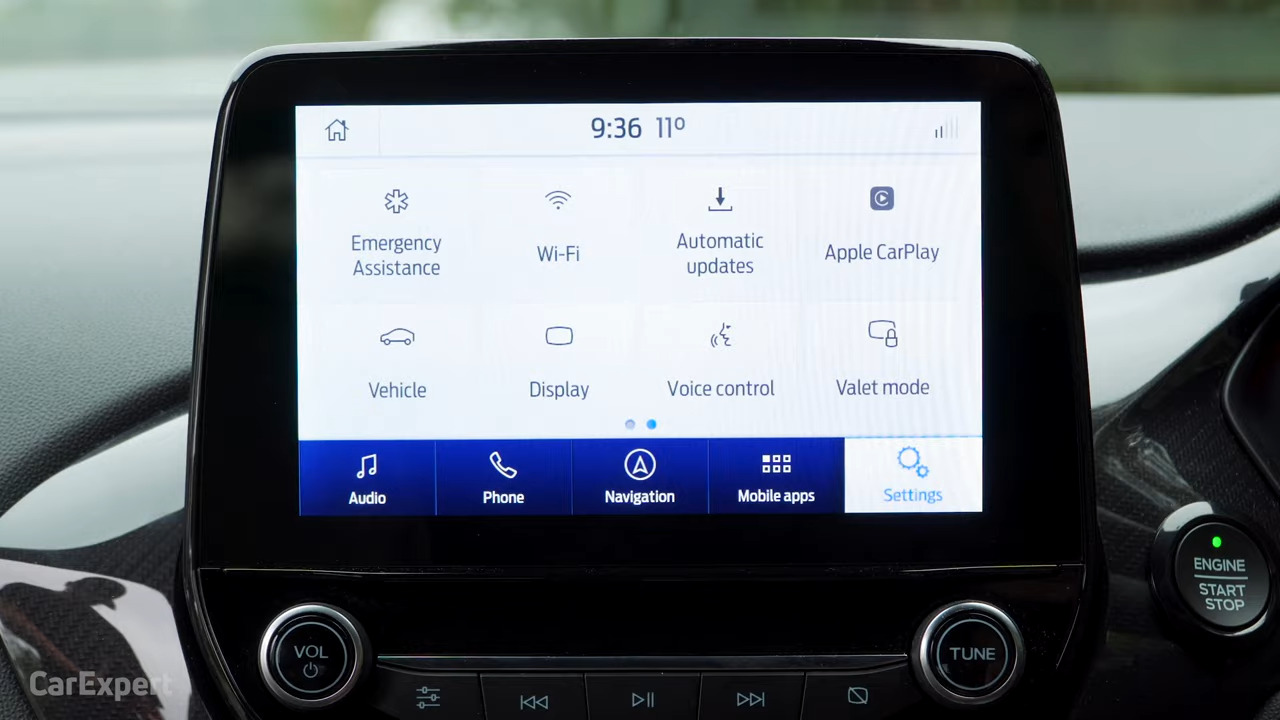 9:36 11°
Emergency
Assistance
Wi-Fi
Automatic
updates
Apple CarPlay
Vehicle
Display
Voice control
Valet mode
Audio
Phone
Navigation
Mobile apps
Settings
ENGINE
START
STOP
VOL
TUNE
CarExpert